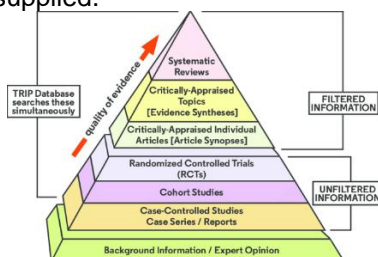 supplied.
Systematic
Reviews
Critically-Appraised
Topics
[Evidence Syntheses]
Critically-Appraised Individual
Articles [Article Synopses]
Randomized Controlled Trials
(RCTs)
Cohort Studies
Case-Controlled Studies
Case Series / Reports
Background Information / Expert Opinion
quality of evidence
TRIP Database
searches these
simultaneously
FILTERED
INFORMATION
UNFILTERED
INFORMATION